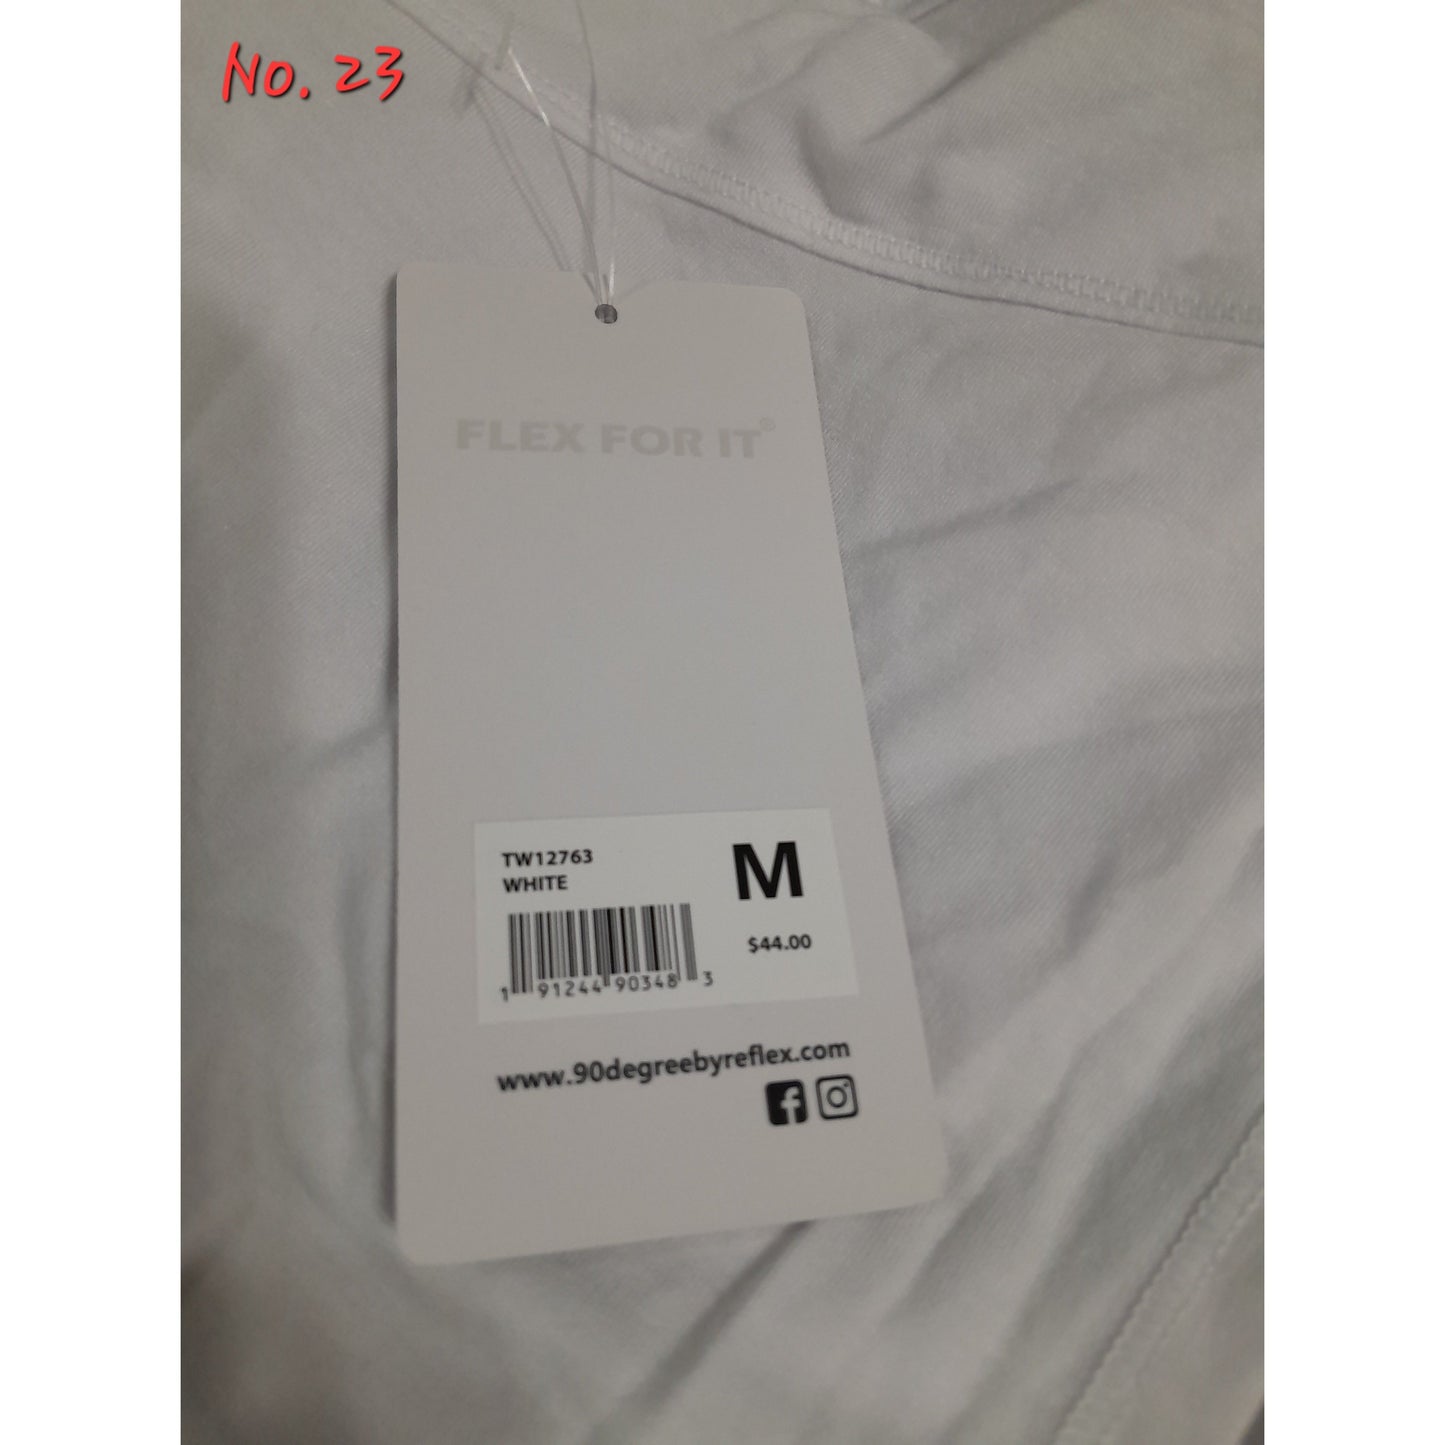 No. 23
FLEX FOR IT®
TW12763
WHITE
M
$44.00
1 91244 90348 3
www.90degreebyreflex.com